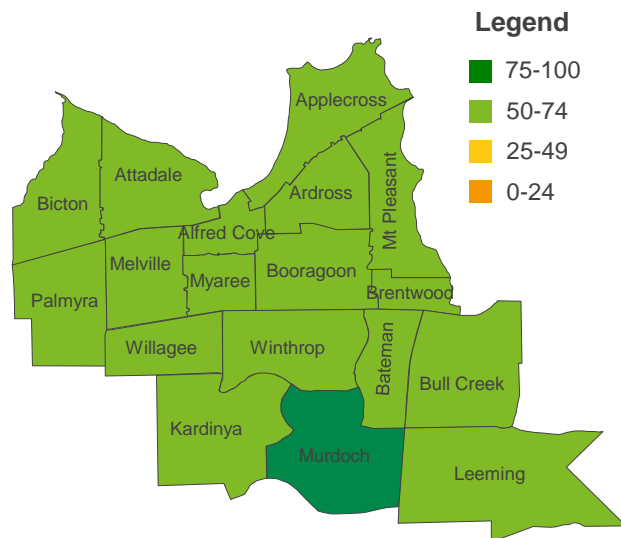 Legend
75-100
50-74
25-49
0-24
Applecross
Attadale
Ardross
Bicton
Mt Pleasant
Alfred Cove
Melville
Booragoon
Myaree
Brentwood
Palmyra
Willagee
Winthrop
Bateman
Bull Creek
Kardinya
Murdoch
Leeming